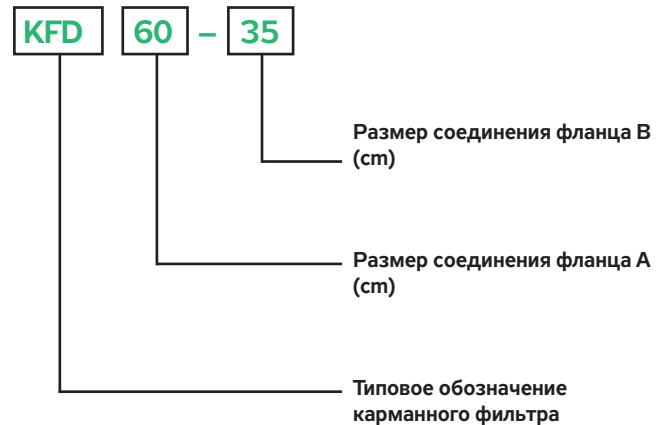 KFD 60 – 35
Размер соединения фланца B
(cm)
Размер соединения фланца A
(cm)
Типовое обозначение
карманного фильтра